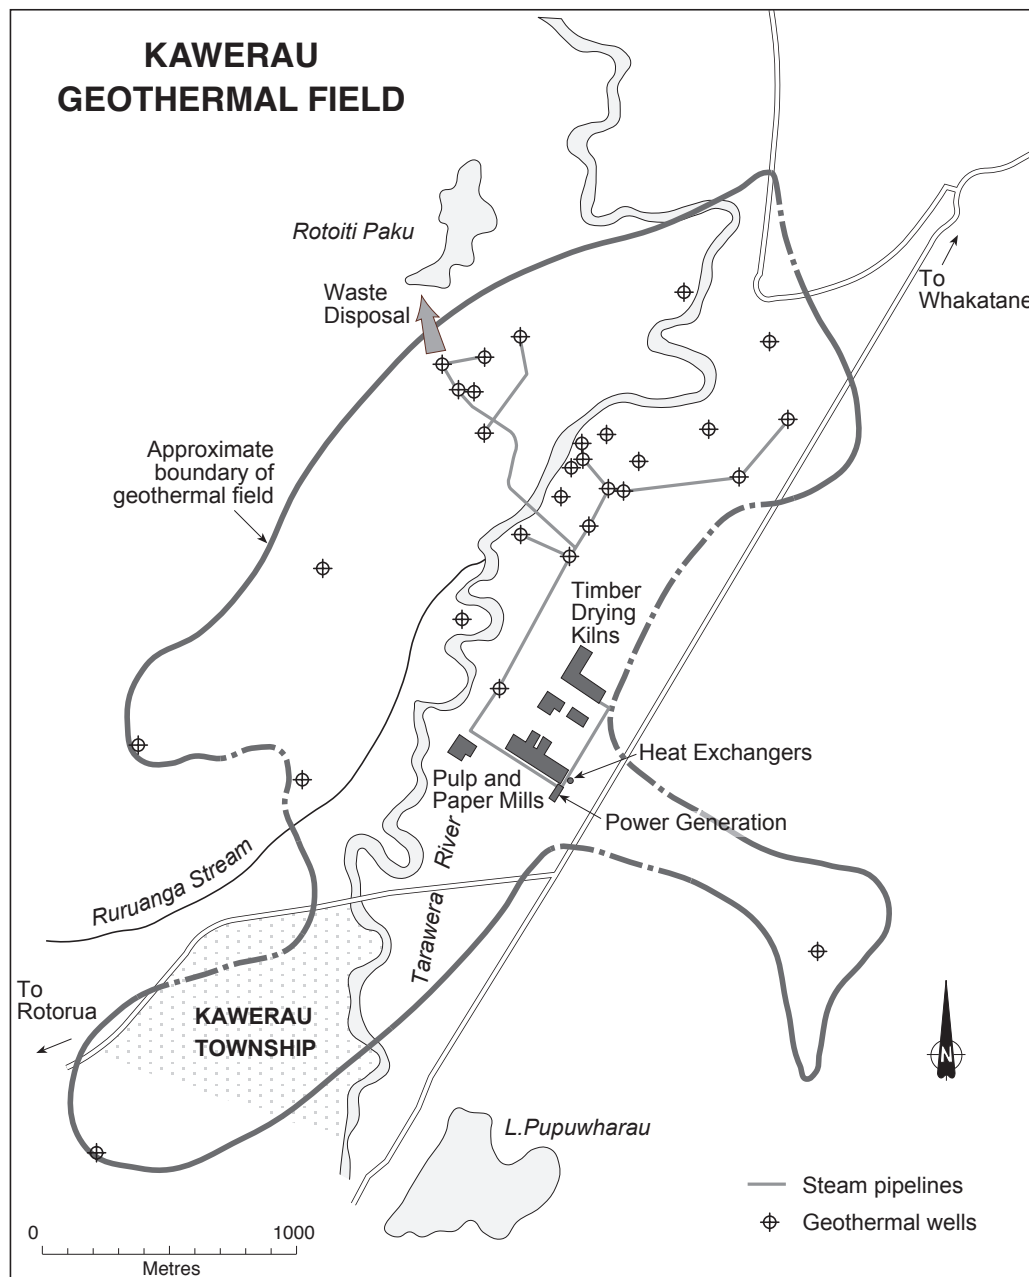 KAWERAU
GEOTHERMAL FIELD
Rotoiti Paku
Waste
Disposal
To
Whakatane
Approximate
boundary of
geothermal field
Timber
Drying
Kilns
Heat Exchangers
Pulp and
Paper Mills
Power Generation
Tarawera River
Ruruanga Stream
To
Rotorua
KAWERAU
TOWNSHIP
N
L.Pupuwharau
Steam pipelines
Geothermal wells
0 1000
Metres